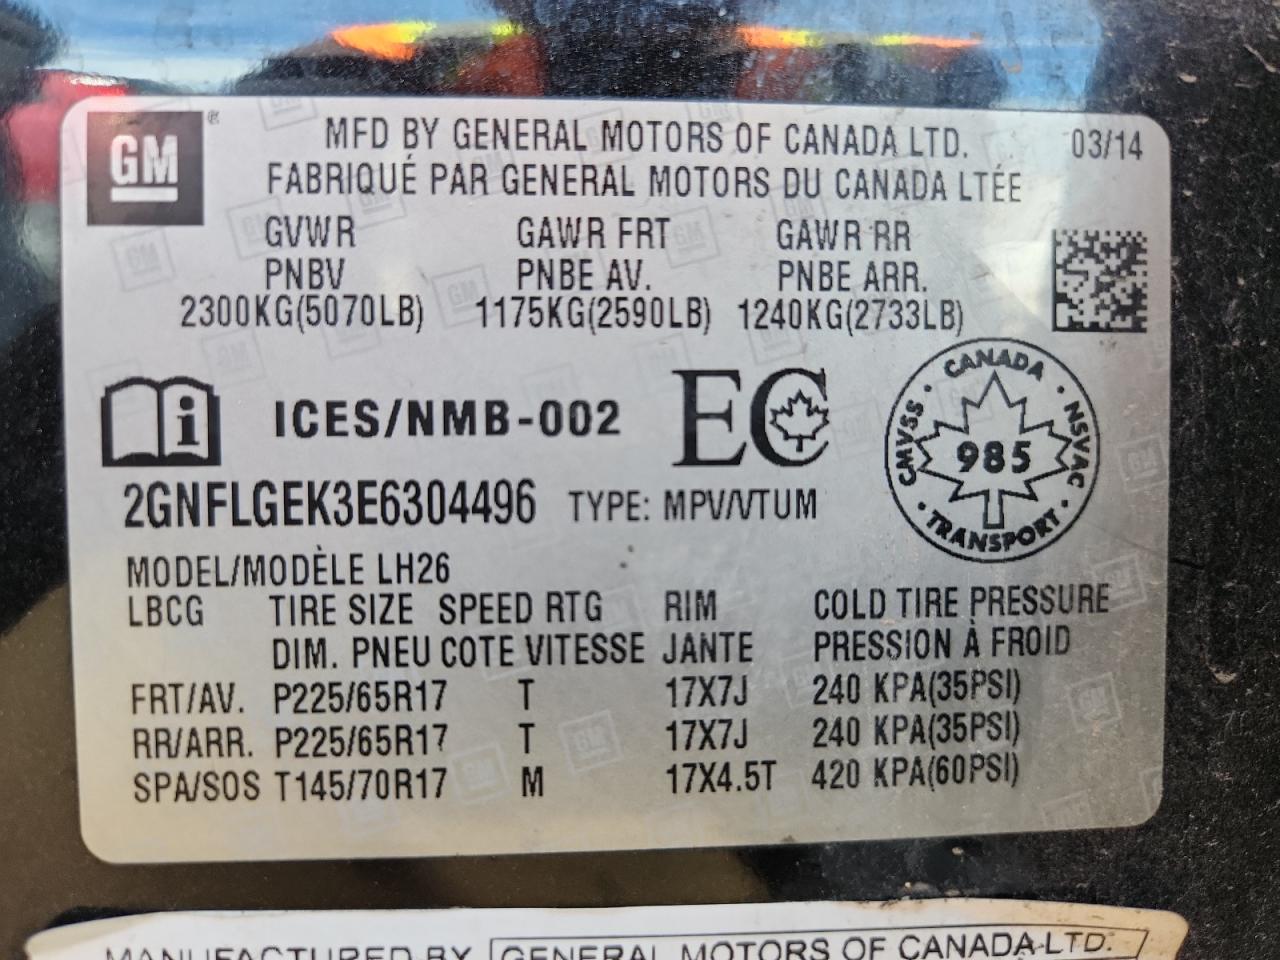 GM
MFD BY GENERAL MOTORS OF CANADA LTD. 03/14
FABRIQUÉ PAR GENERAL MOTORS DU CANADA LTÉE
GVWR GAWR FRT GAWR RR
PNBV PNBE AV. PNBE ARR.
2300KG(5070LB) 1175KG(2590LB) 1240KG(2733LB)
ICES/NMB-002 EC
CANADA
CMVSS 985 NSVAC
TRANSPORT
2GNFLGEK3E6304496 TYPE: MPV/VTUM
MODEL/MODÈLE LH26
LBCG TIRE SIZE SPEED RTG RIM COLD TIRE PRESSURE
DIM. PNEU COTE VITESSE JANTE PRESSION À FROID
FRT/AV. P225/65R17 T 17X7J 240 KPA(35PSI)
RR/ARR. P225/65R17 T 17X7J 240 KPA(35PSI)
SPA/SOS T145/70R17 M 17X4.5T 420 KPA(60PSI)
MANUFACTURED BY GENERAL MOTORS OF CANADA LTD.